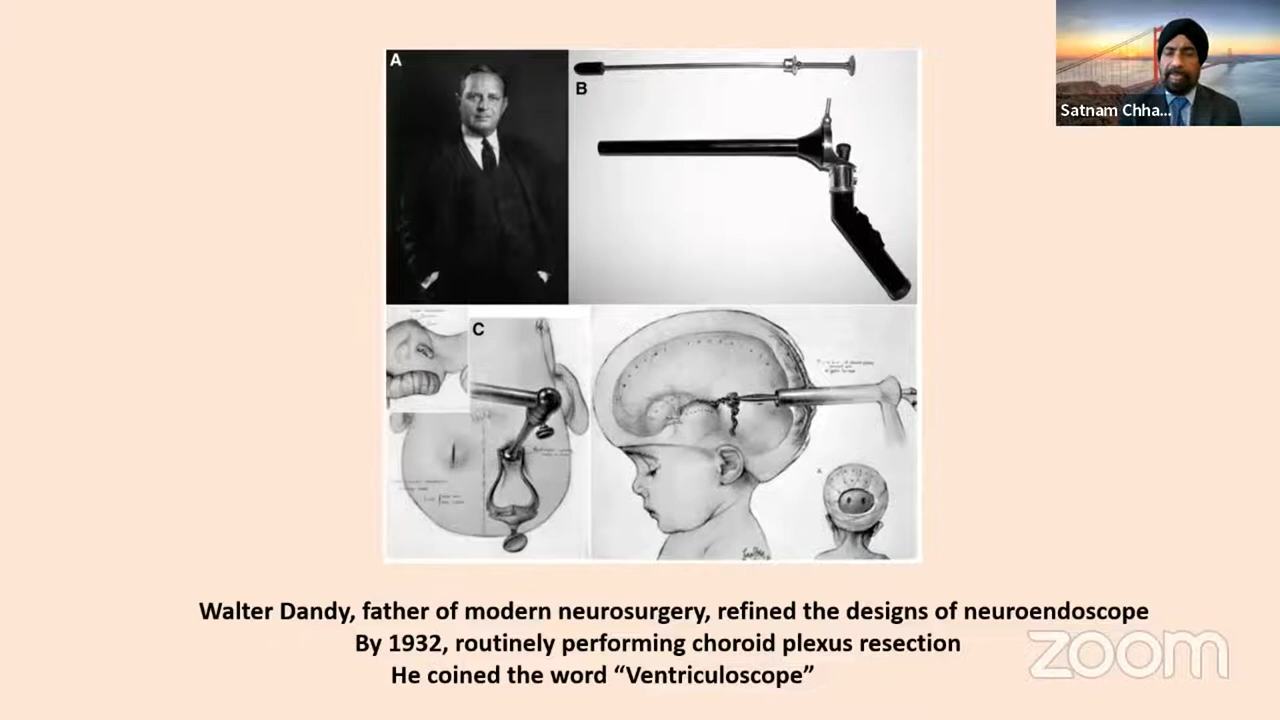 A
B
Satnam Chha...
C
Walter Dandy, father of modern neurosurgery, refined the designs of neuroendoscope
By 1932, routinely performing choroid plexus resection
He coined the word “Ventriculoscope”
zoom